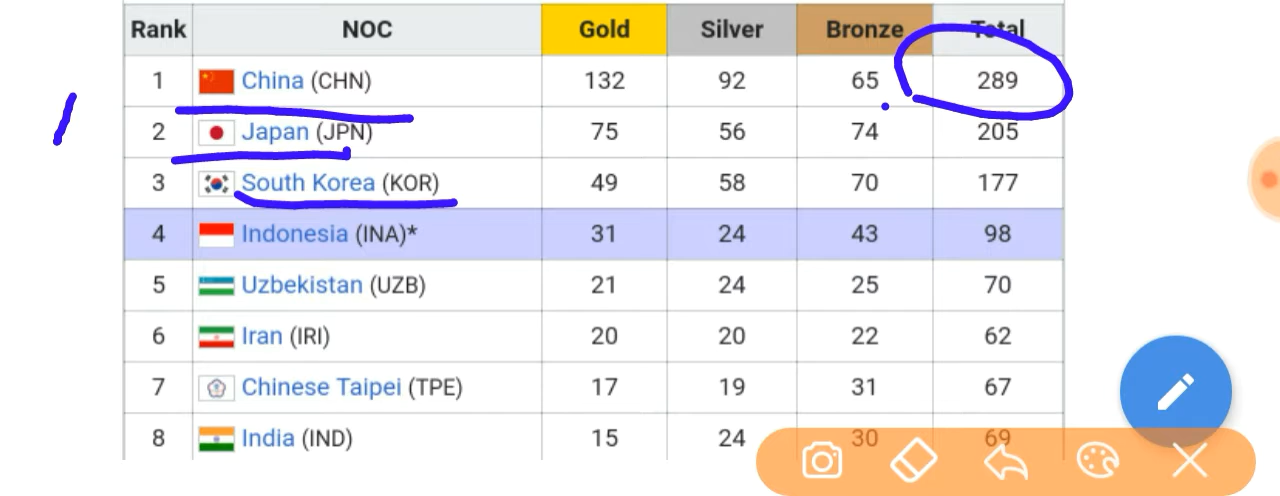 Rank NOC Gold Silver Bronze Total
1 China (CHN) 132 92 65 289
2 Japan (JPN) 75 56 74 205
3 South Korea (KOR) 49 58 70 177
4 Indonesia (INA)* 31 24 43 98
5 Uzbekistan (UZB) 21 24 25 70
6 Iran (IRI) 20 20 22 62
7 Chinese Taipei (TPE) 17 19 31 67
8 India (IND) 15 24 30 69